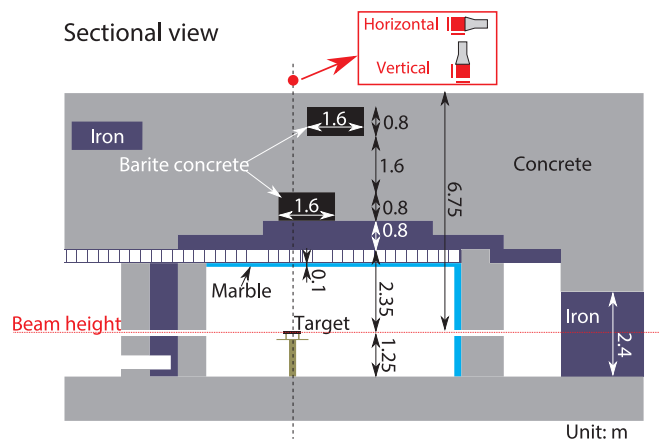 Sectional view
Horizontal
Vertical
Iron
1.6
0.8
Barite concrete
1.6
Concrete
6.75
1.6
0.8
0.8
0.1
Marble
2.35
Beam height
Target
Iron
2.4
1.25
Unit: m